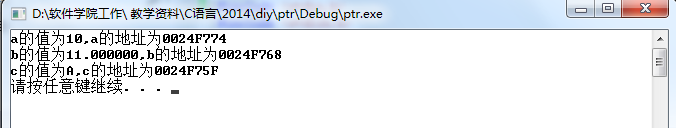 D:\软件学院工作\ 教学资料\C语言\2014\diy\ptr\Debug\ptr.exe
a的值为10,a的地址为0024F774
b的值为11.000000,b的地址为0024F768
c的值为A,c的地址为0024F75F
请按任意键继续. . .